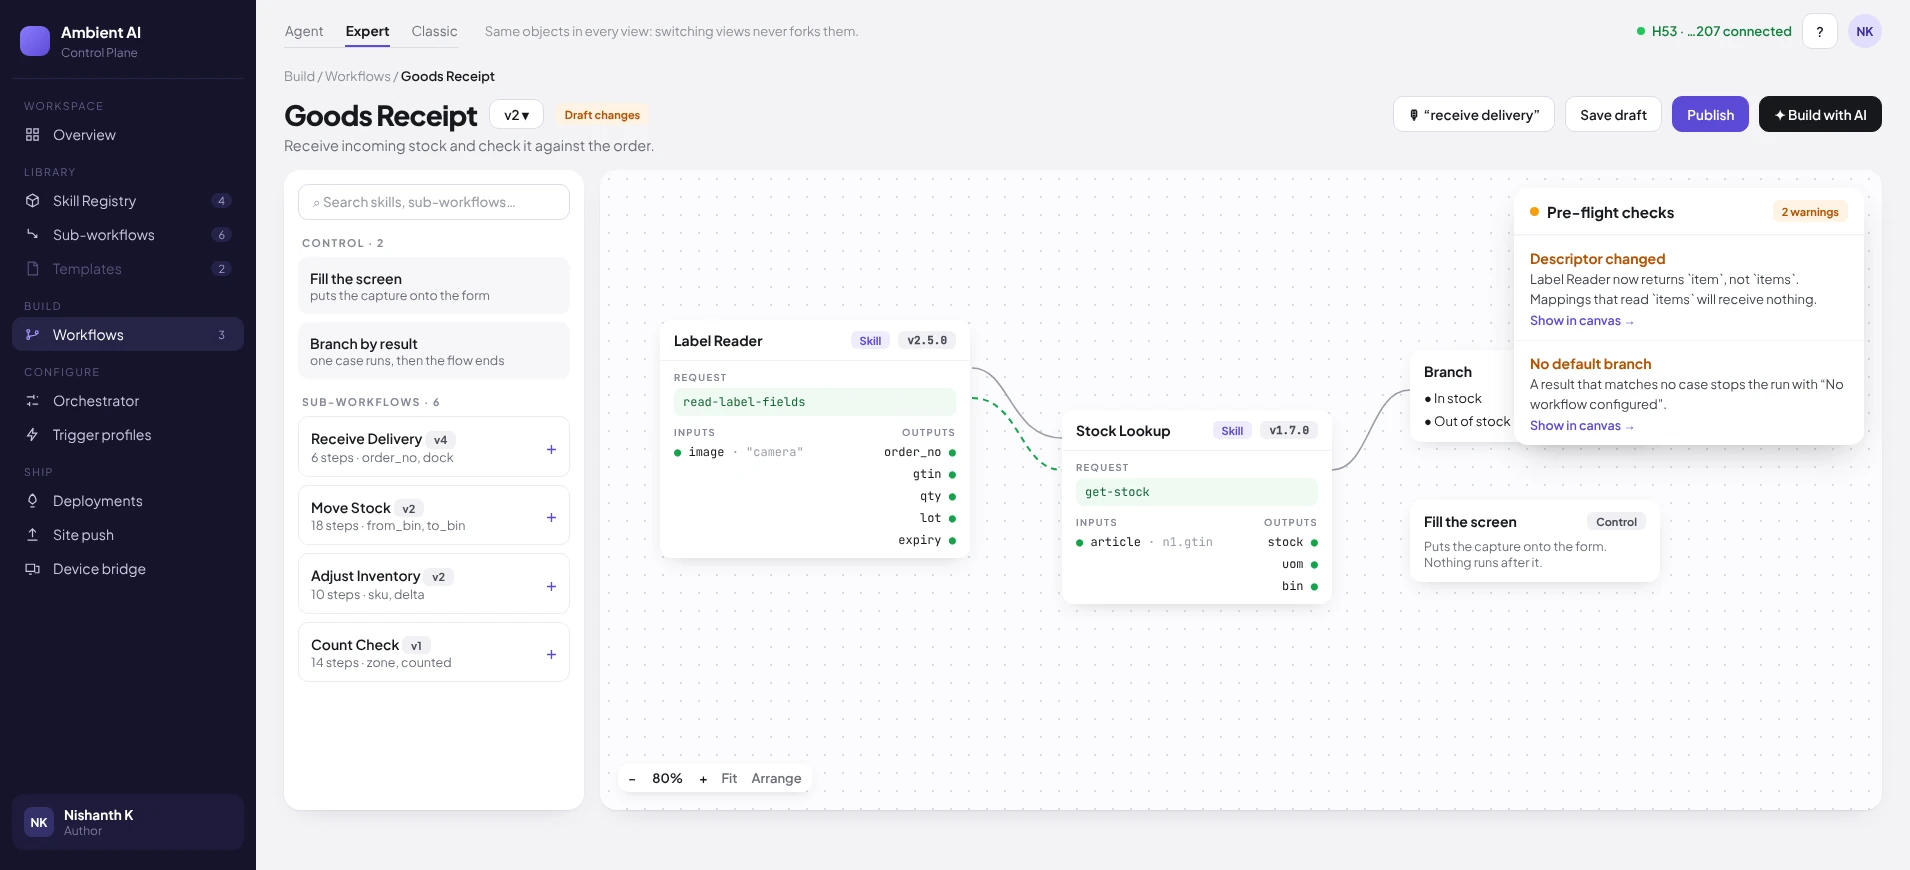 Ambient AI
Control Plane
WORKSPACE
Overview
LIBRARY
Skill Registry 4
Sub-workflows 6
Templates 2
BUILD
Workflows 3
CONFIGURE
Orchestrator
Trigger profiles
SHIP
Deployments
Site push
Device bridge
NK
Nishanth K
Author
Agent Expert Classic Same objects in every view: switching views never forks them.
H53 · …207 connected ? NK
Build / Workflows / Goods Receipt
Goods Receipt v2 ▾ Draft changes
Receive incoming stock and check it against the order.
“receive delivery” Save draft Publish ✦ Build with AI
Search skills, sub-workflows…
CONTROL · 2
Fill the screen
puts the capture onto the form
Branch by result
one case runs, then the flow ends
SUB-WORKFLOWS · 6
Receive Delivery v4
6 steps · order_no, dock
+
Move Stock v2
18 steps · from_bin, to_bin
+
Adjust Inventory v2
10 steps · sku, delta
+
Count Check v1
14 steps · zone, counted
+
Label Reader Skill v2.5.0
REQUEST
read-label-fields
INPUTS OUTPUTS
image · "camera" order_no
gtin
qty
lot
expiry
Stock Lookup Skill v1.7.0
REQUEST
get-stock
INPUTS OUTPUTS
article · n1.gtin stock
uom
bin
Branch
● In stock
● Out of stock
Fill the screen Control
Puts the capture onto the form.
Nothing runs after it.
Pre-flight checks 2 warnings
Descriptor changed
Label Reader now returns `item`, not `items`.
Mappings that read `items` will receive nothing.
Show in canvas →
No default branch
A result that matches no case stops the run with “No
workflow configured”.
Show in canvas →
– 80% + Fit Arrange